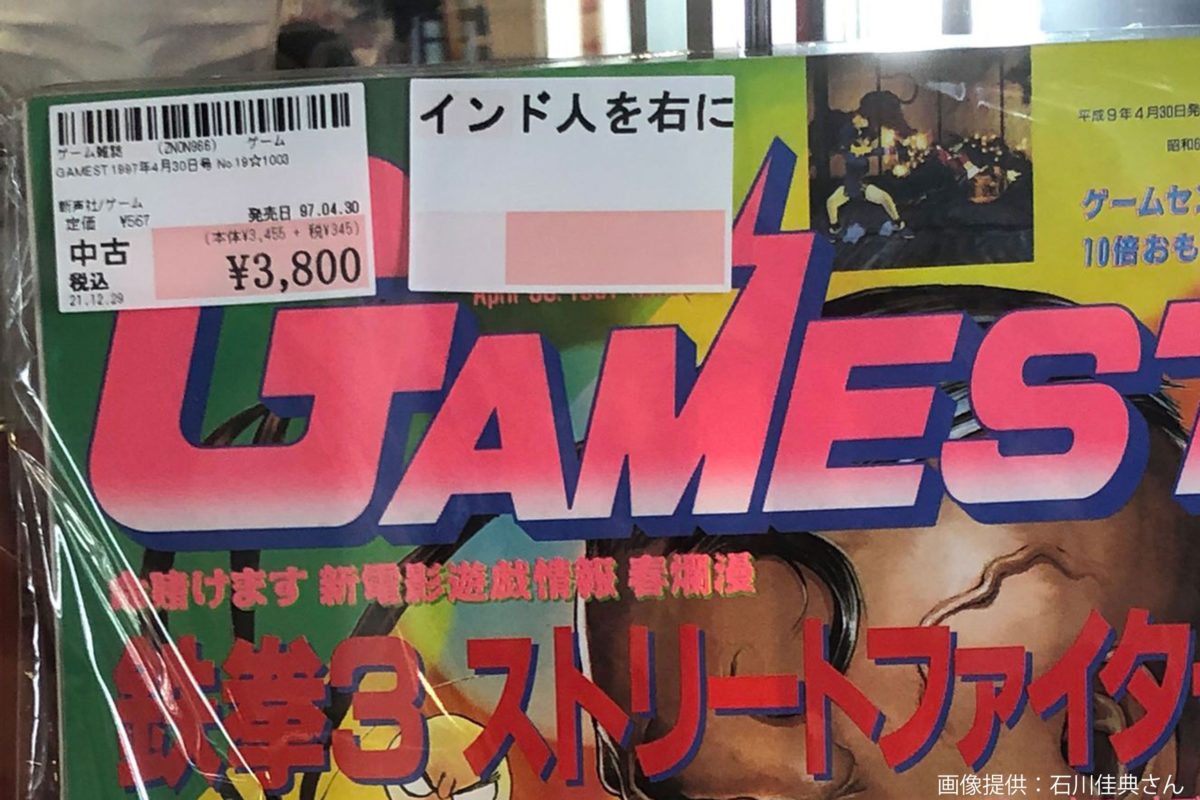 インド人を右に
ゲーム雑誌 (ZNON966) ゲーム
GAMEST 1997年4月30日号 No19☆1003
新声社/ゲーム
定価 ¥567
発売日 97.04.30
(本体¥3,455 + 税¥345)
中古
税込
¥3,800
21.12.29
平成9年4月30日発
昭和6
ゲームセン
10倍おも
GAMEST
賭けます 新電影遊戯情報 春爛漫
鉄拳3 ストリートファイタ
画像提供:石川佳典さん